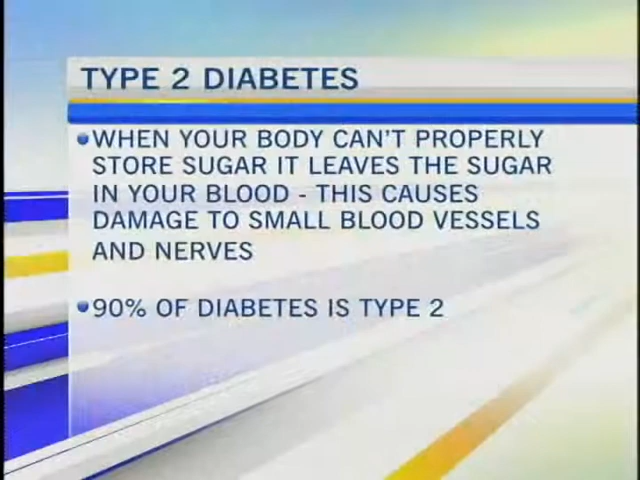 TYPE 2 DIABETES
WHEN YOUR BODY CAN'T PROPERLY
STORE SUGAR IT LEAVES THE SUGAR
IN YOUR BLOOD - THIS CAUSES
DAMAGE TO SMALL BLOOD VESSELS
AND NERVES
90% OF DIABETES IS TYPE 2